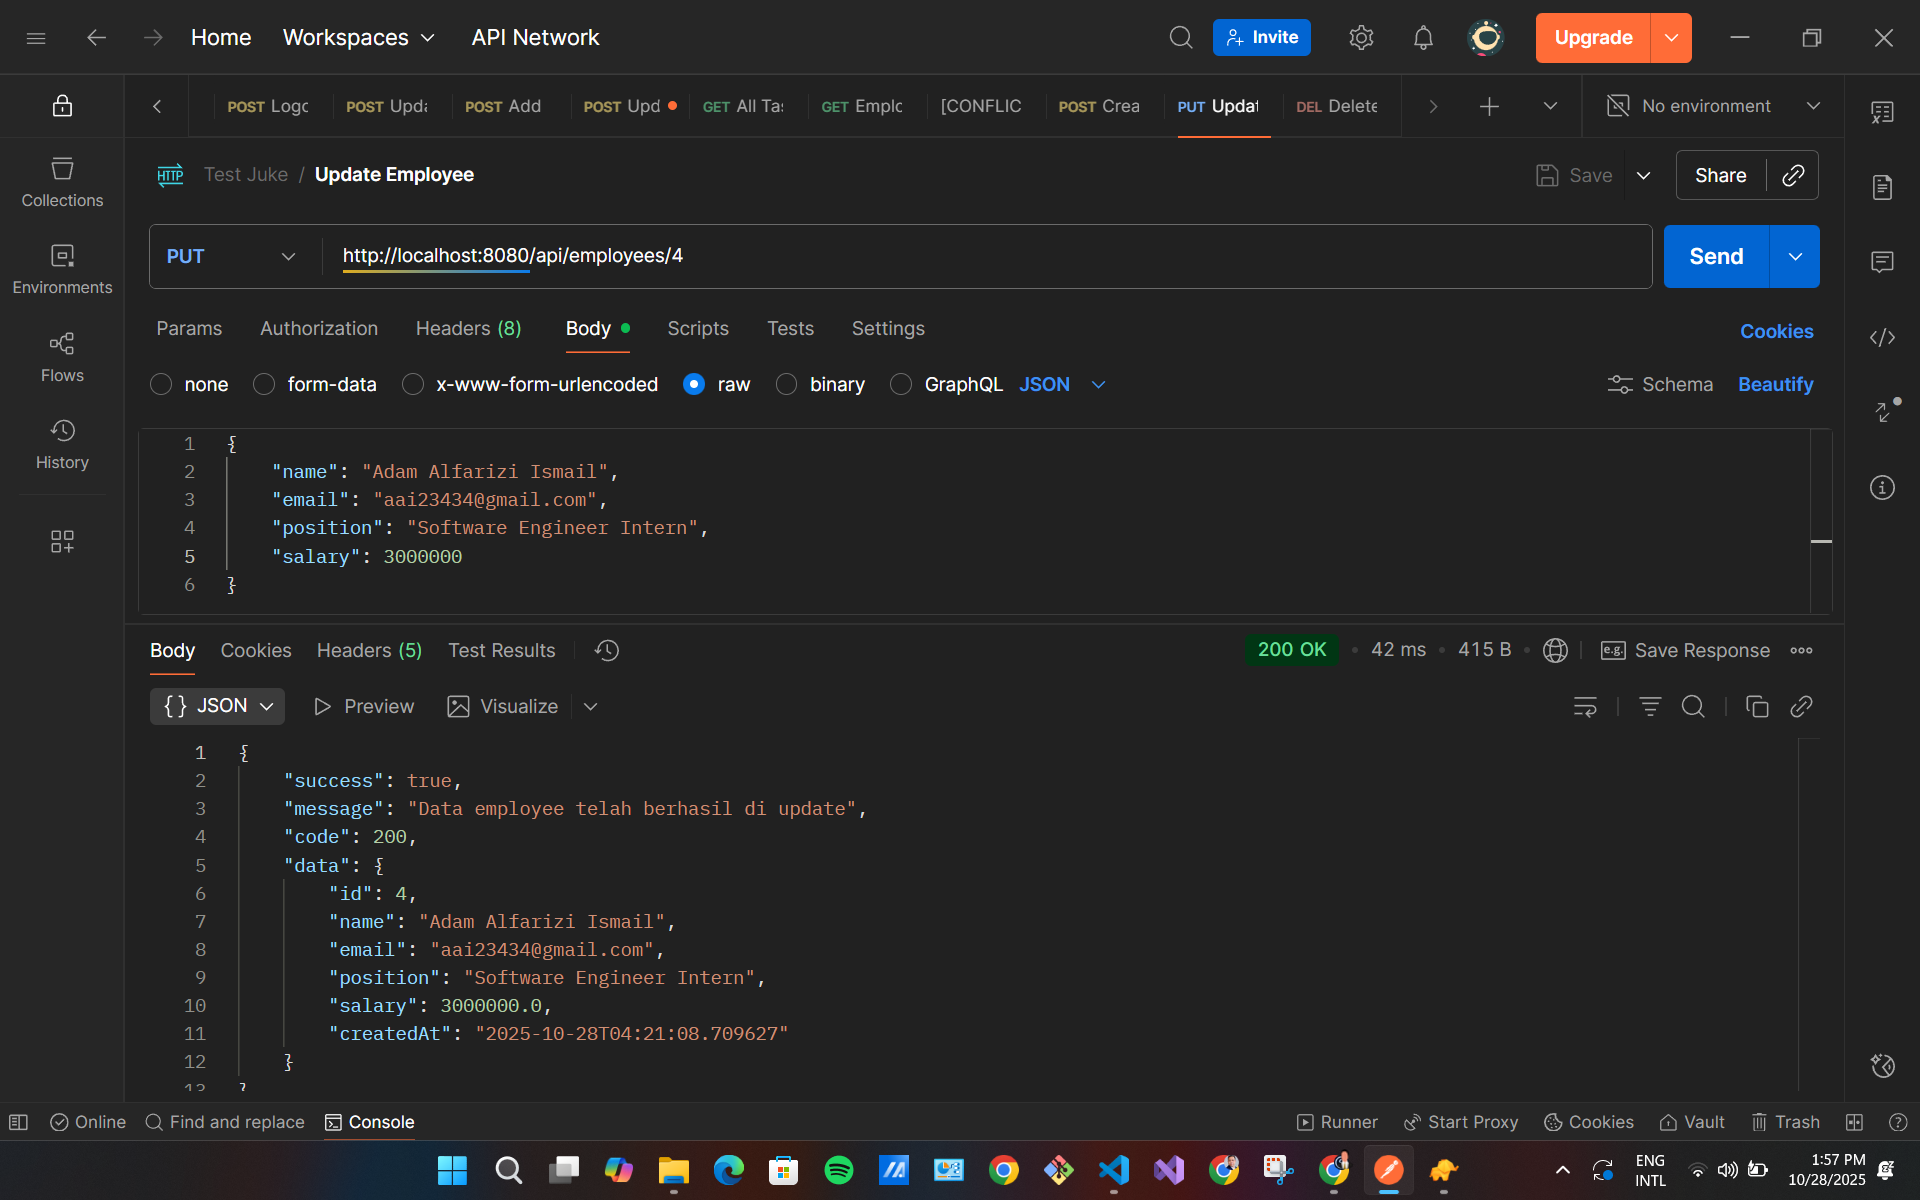 Home Workspaces API Network Invite Upgrade
POST Logo POST Upda POST Add POST Upd GET All Ta GET Emplo [CONFLIC POST Crea PUT Updat DEL Delete No environment
HTTP Test Juke / Update Employee Save Share
Collections
Environments
Flows
History
PUT http://localhost:8080/api/employees/4 Send
Params Authorization Headers (8) Body Scripts Tests Settings Cookies
none form-data x-www-form-urlencoded raw binary GraphQL JSON Schema Beautify
1 {
2 "name": "Adam Alfarizi Ismail",
3 "email": "aai23434@gmail.com",
4 "position": "Software Engineer Intern",
5 "salary": 3000000
6 }
Body Cookies Headers (5) Test Results 200 OK • 42 ms • 415 B • e.g. Save Response
{} JSON Preview Visualize
1 {
2 "success": true,
3 "message": "Data employee telah berhasil di update",
4 "code": 200,
5 "data": {
6 "id": 4,
7 "name": "Adam Alfarizi Ismail",
8 "email": "aai23434@gmail.com",
9 "position": "Software Engineer Intern",
10 "salary": 3000000.0,
11 "createdAt": "2025-10-28T04:21:08.709627"
12 }
13 }
Online Find and replace Console Runner Start Proxy Cookies Vault Trash
ENG
INTL
1:57 PM
10/28/2025